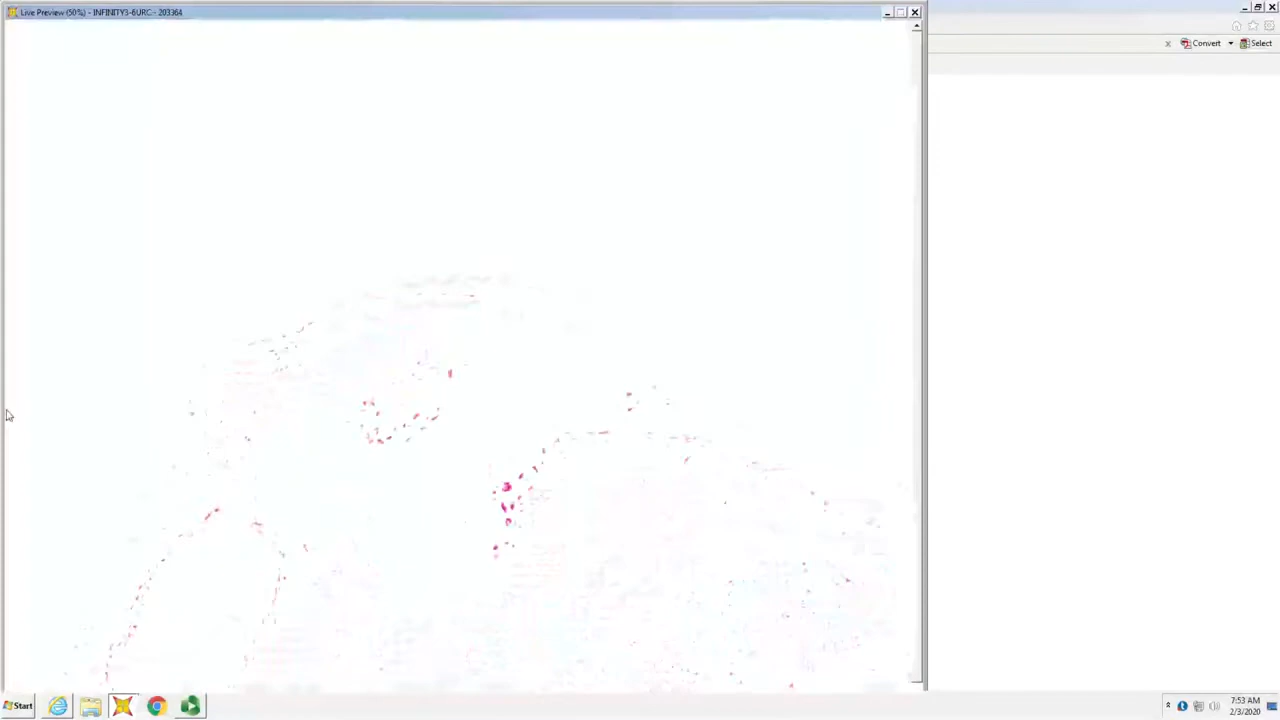 Live Preview (50%) - INFINITY3-6URC - 203364
x Convert Select
Start
7:53 AM
2/3/2020